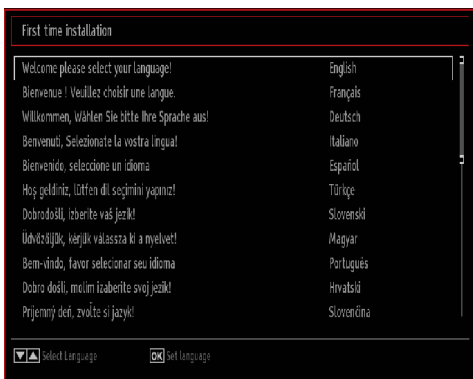 First time installation
Welcome please select your language! English
Bienvenue ! Veuillez choisir une langue. Français
Willkommen, Wählen Sie bitte Ihre Sprache aus! Deutsch
Benvenuti, Selezionate la vostra lingua! Italiano
Bienvenido, seleccione un idioma Español
Hoş geldiniz, lütfen dil seçimini yapınız! Türkçe
Dobrodošli, izberite vaš jezik! Slovenski
Üdvözöljük, kérjük válassza ki a nyelvet! Magyar
Bem-vindo, favor selecionar seu idioma Português
Dobro došli, molim izaberite svoj jezik! Hrvatski
Príjemný deň, zvoľte si jazyk! Slovenčina
Select Language OK Set language